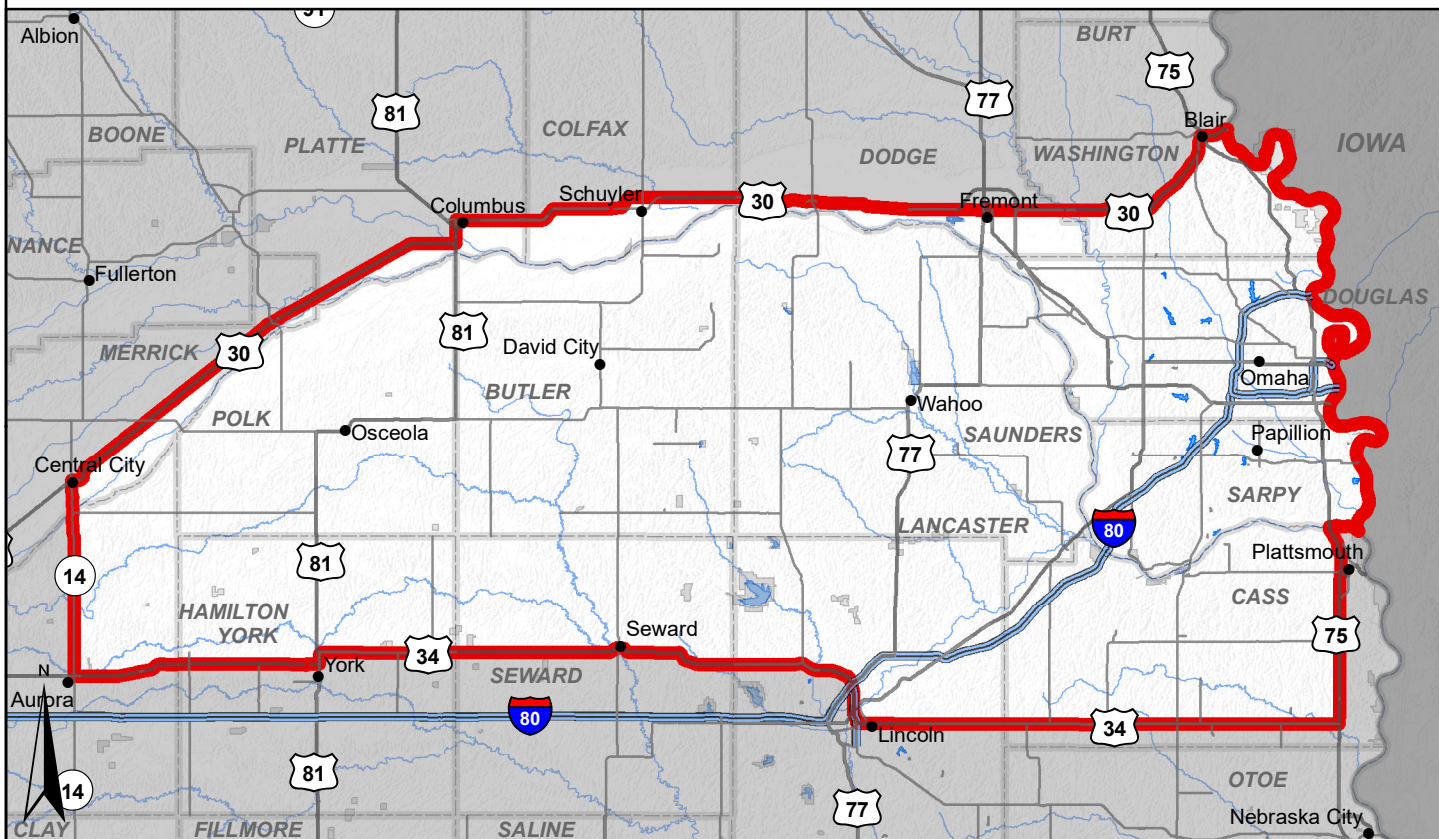 91
Albion
BURT
75
81
77
COLFAX
Blair
BOONE
PLATTE
IOWA
DODGE
WASHINGTON
Schuyler
30
Columbus
Fremont
30
NANCE
Fullerton
DOUGLAS
81
MERRICK
30
David City
Omaha
BUTLER
Wahoo
POLK
Osceola
SAUNDERS
Papillion
77
Central City
SARPY
LANCASTER
80
Plattsmouth
81
14
CASS
HAMILTON
YORK
Seward
75
34
York
SEWARD
N
Aurora
80
34
Lincoln
81
OTOE
14
77
Nebraska City
CLAY
FILLMORE
SALINE